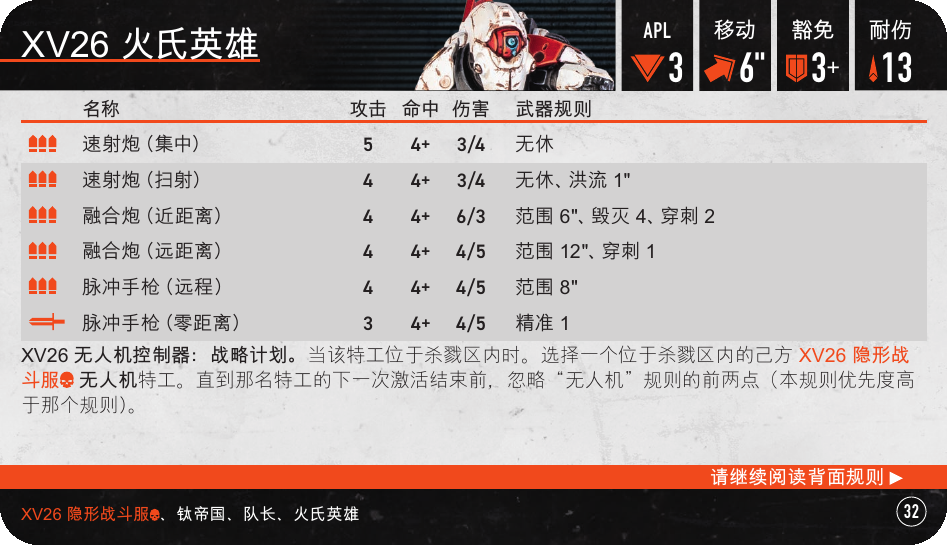 XV26 火氏英雄
APL 移动 豁免 耐伤
3 6" 3+ 13
名称 攻击 命中 伤害 武器规则
速射炮（集中） 5 4+ 3/4 无休
速射炮（扫射） 4 4+ 3/4 无休、洪流 1"
融合炮（近距离） 4 4+ 6/3 范围 6"、毁灭 4、穿刺 2
融合炮（远距离） 4 4+ 4/5 范围 12"、穿刺 1
脉冲手枪（远程） 4 4+ 4/5 范围 8"
脉冲手枪（零距离） 3 4+ 4/5 精准 1
XV26 无人机控制器：战略计划。当该特工位于杀戮区内时。选择一个位于杀戮区内的己方 XV26 隐形战
斗服 无人机特工。直到那名特工的下一次激活结束前，忽略“无人机”规则的前两点（本规则优先度高
于那个规则）。
请继续阅读背面规则 ▶
XV26 隐形战斗服、钛帝国、队长、火氏英雄
32